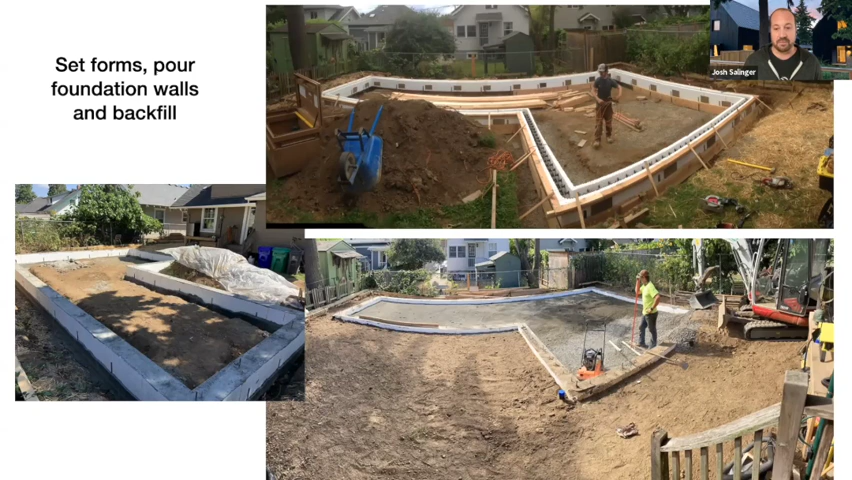 Set forms, pour
foundation walls
and backfill
Josh Salinger